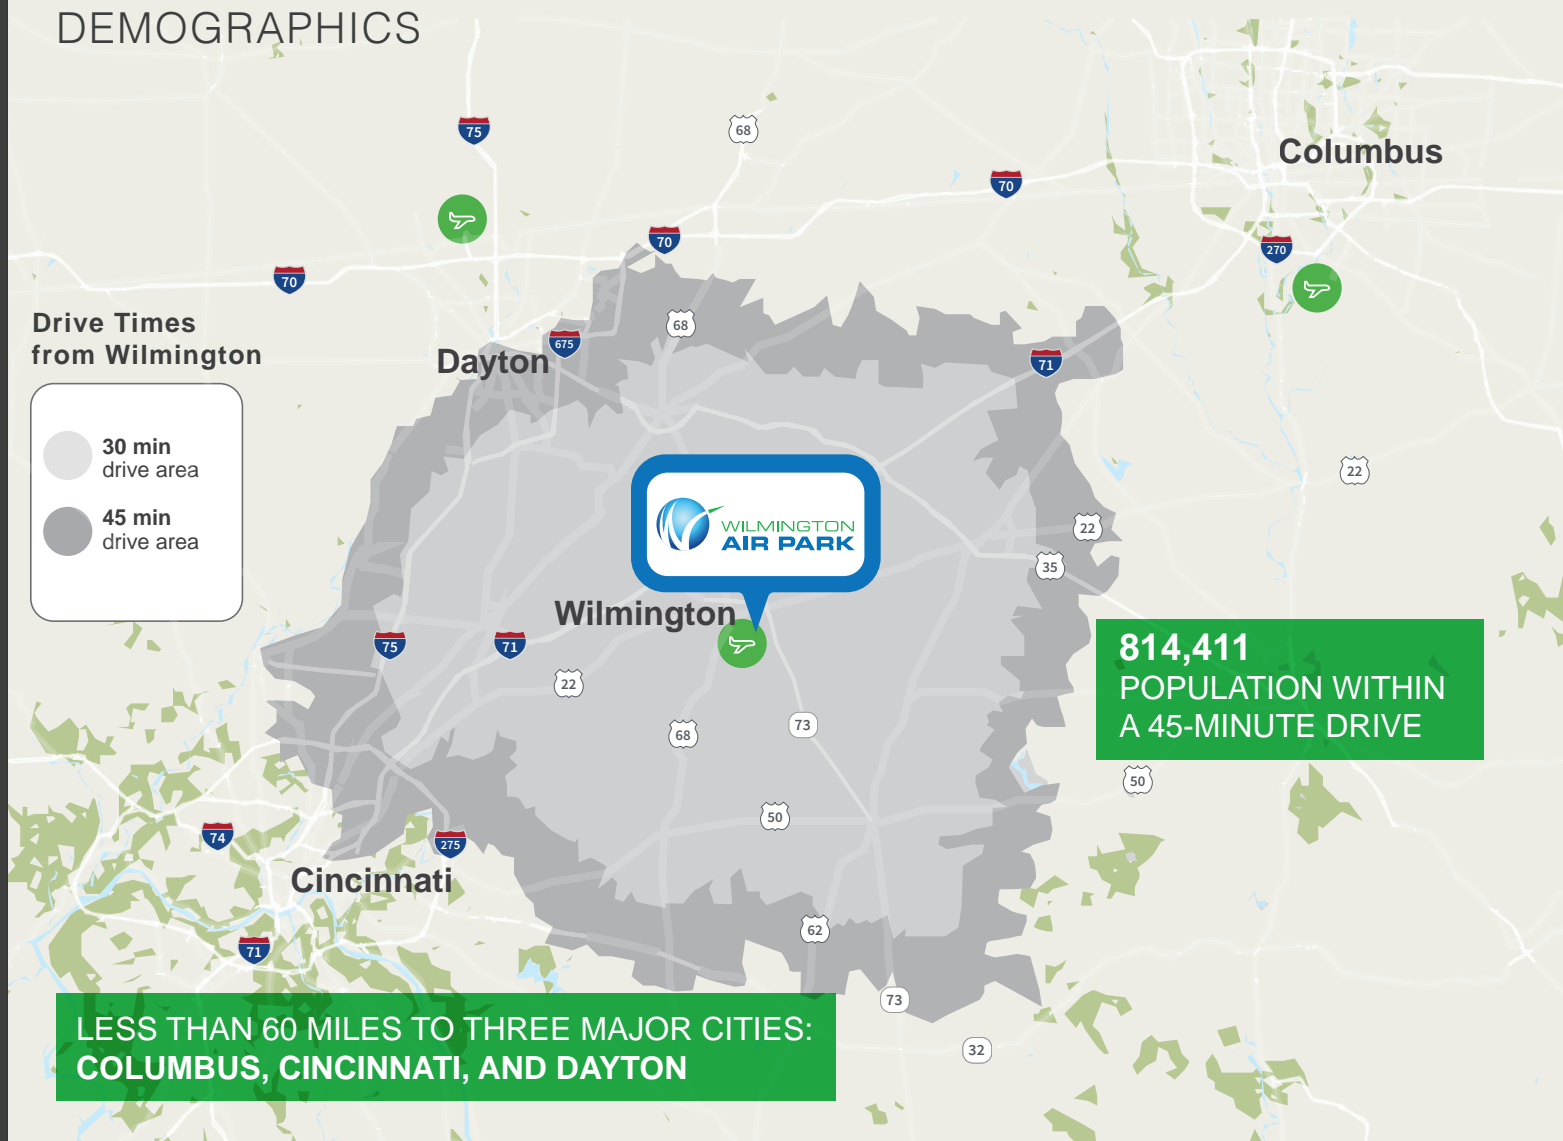 DEMOGRAPHICS
75
68
Columbus
70
70
270
70
Drive Times
from Wilmington
68
675
Dayton
71
30 min
drive area
22
45 min
drive area
WILMINGTON
AIR PARK
22
35
Wilmington
75
71
814,411
POPULATION WITHIN
A 45-MINUTE DRIVE
22
68
73
50
50
74
275
Cincinnati
62
71
73
LESS THAN 60 MILES TO THREE MAJOR CITIES:
COLUMBUS, CINCINNATI, AND DAYTON
32